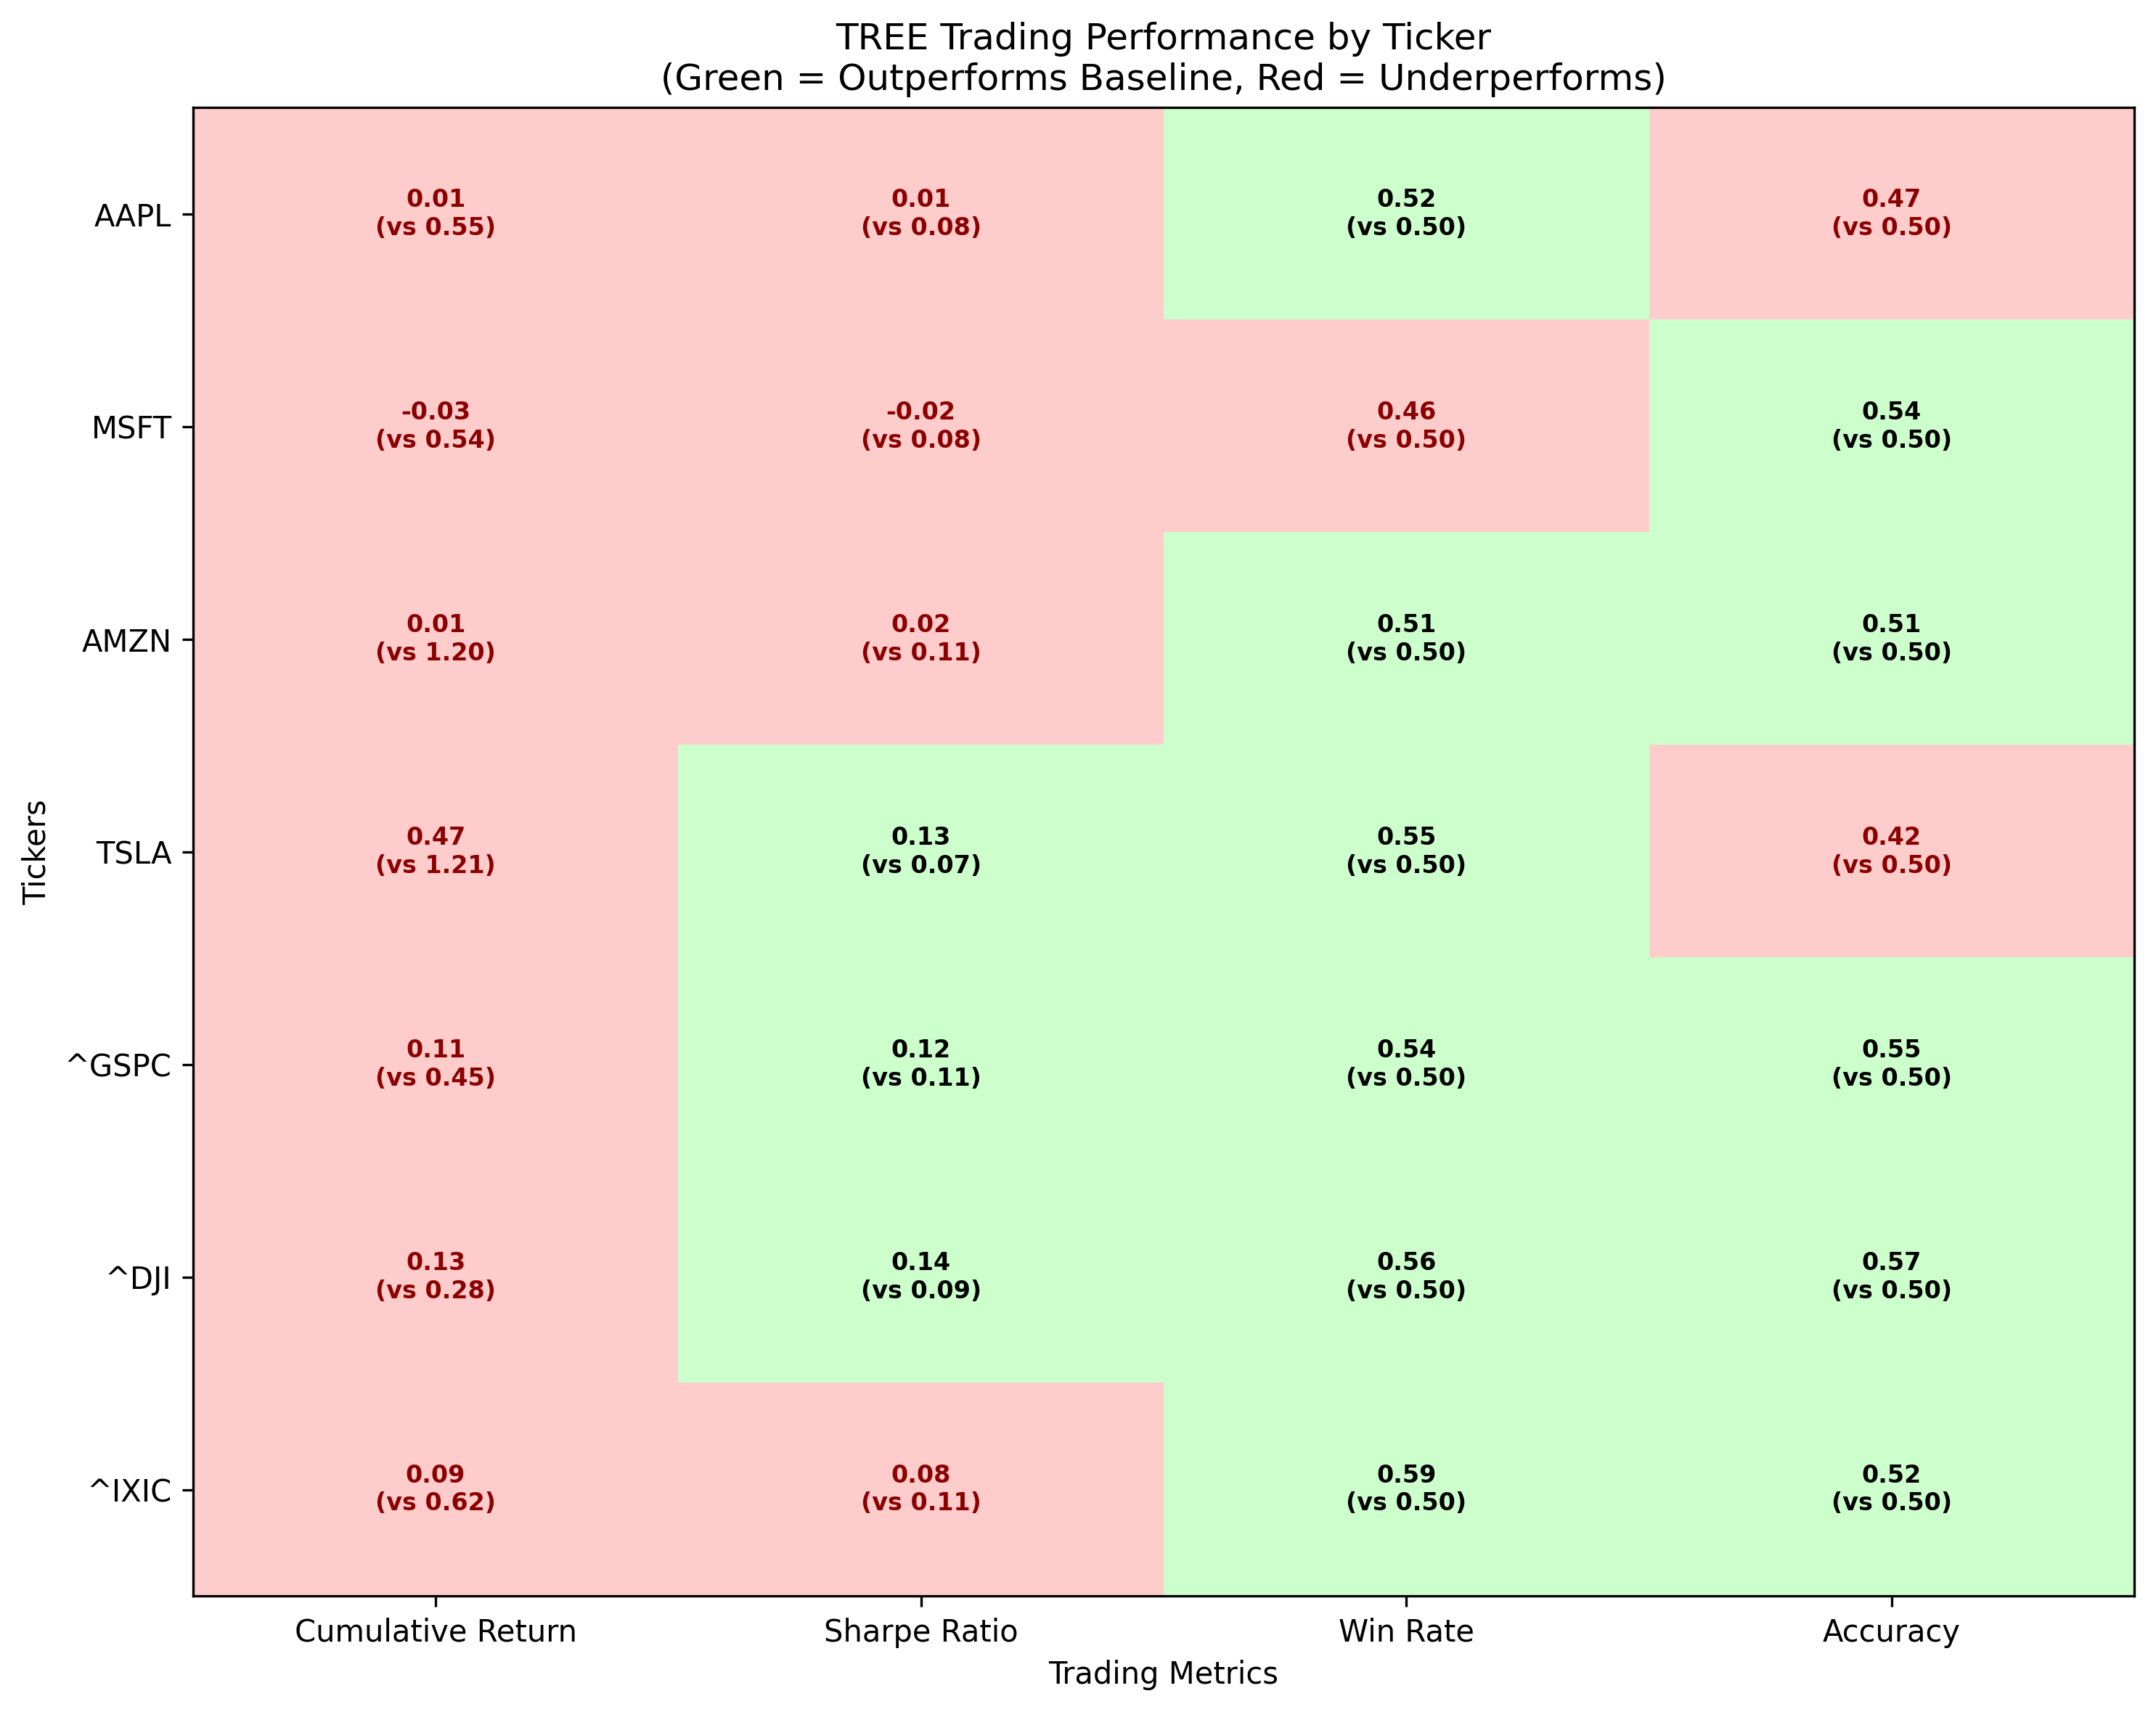 TREE Trading Performance by Ticker
(Green = Outperforms Baseline, Red = Underperforms)
Tickers
AAPL
0.01
(vs 0.55)
0.01
(vs 0.08)
0.52
(vs 0.50)
0.47
(vs 0.50)
MSFT
-0.03
(vs 0.54)
-0.02
(vs 0.08)
0.46
(vs 0.50)
0.54
(vs 0.50)
AMZN
0.01
(vs 1.20)
0.02
(vs 0.11)
0.51
(vs 0.50)
0.51
(vs 0.50)
TSLA
0.47
(vs 1.21)
0.13
(vs 0.07)
0.55
(vs 0.50)
0.42
(vs 0.50)
^GSPC
0.11
(vs 0.45)
0.12
(vs 0.11)
0.54
(vs 0.50)
0.55
(vs 0.50)
^DJI
0.13
(vs 0.28)
0.14
(vs 0.09)
0.56
(vs 0.50)
0.57
(vs 0.50)
^IXIC
0.09
(vs 0.62)
0.08
(vs 0.11)
0.59
(vs 0.50)
0.52
(vs 0.50)
Cumulative Return
Sharpe Ratio
Win Rate
Accuracy
Trading Metrics